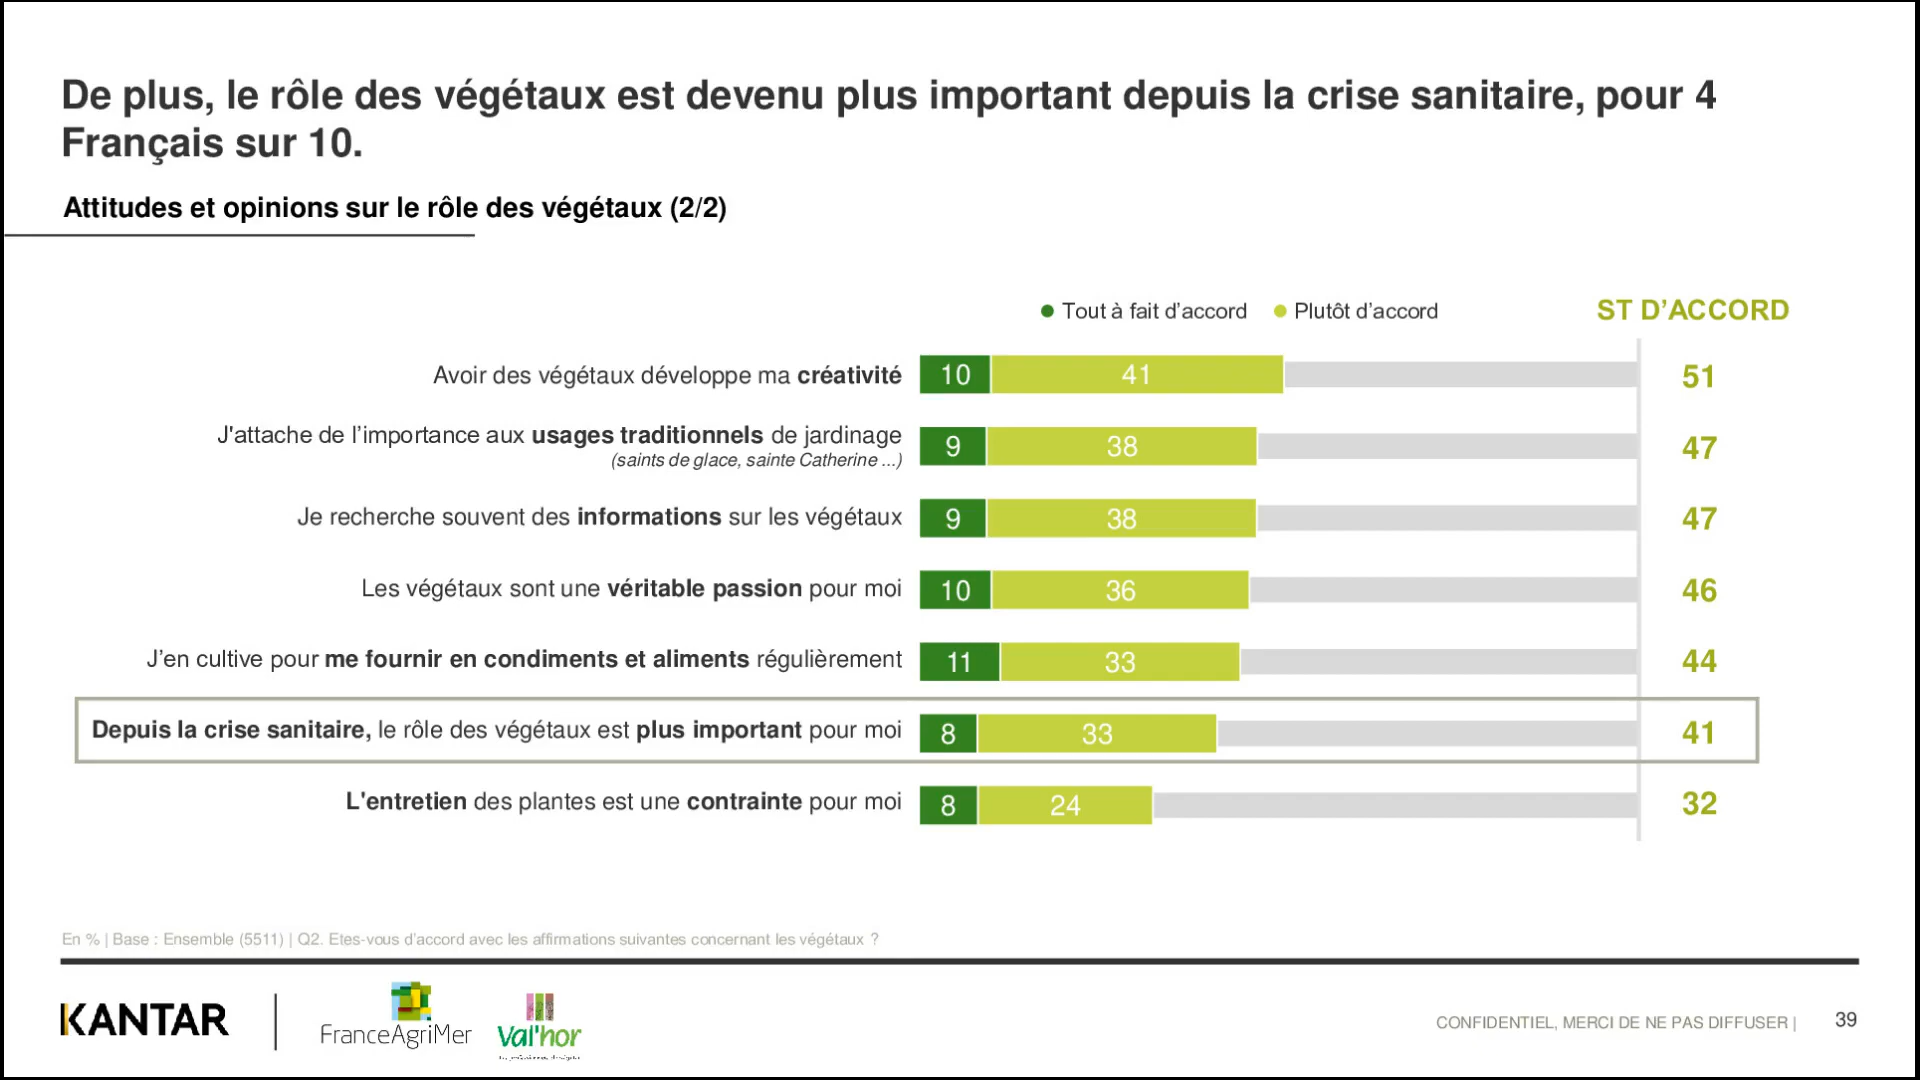 De plus, le rôle des végétaux est devenu plus important depuis la crise sanitaire, pour 4
Français sur 10.
Attitudes et opinions sur le rôle des végétaux (2/2)
Tout à fait d’accord Plutôt d’accord ST D’ACCORD
Avoir des végétaux développe ma créativité 10 41 51
J'attache de l’importance aux usages traditionnels de jardinage
(saints de glace, sainte Catherine ...) 9 38 47
Je recherche souvent des informations sur les végétaux 9 38 47
Les végétaux sont une véritable passion pour moi 10 36 46
J’en cultive pour me fournir en condiments et aliments régulièrement 11 33 44
Depuis la crise sanitaire, le rôle des végétaux est plus important pour moi 8 33 41
L'entretien des plantes est une contrainte pour moi 8 24 32
En % | Base : Ensemble (5511) | Q2. Etes-vous d’accord avec les affirmations suivantes concernant les végétaux ?
KANTAR
FranceAgriMer
Val'hor
CONFIDENTIEL, MERCI DE NE PAS DIFFUSER | 39